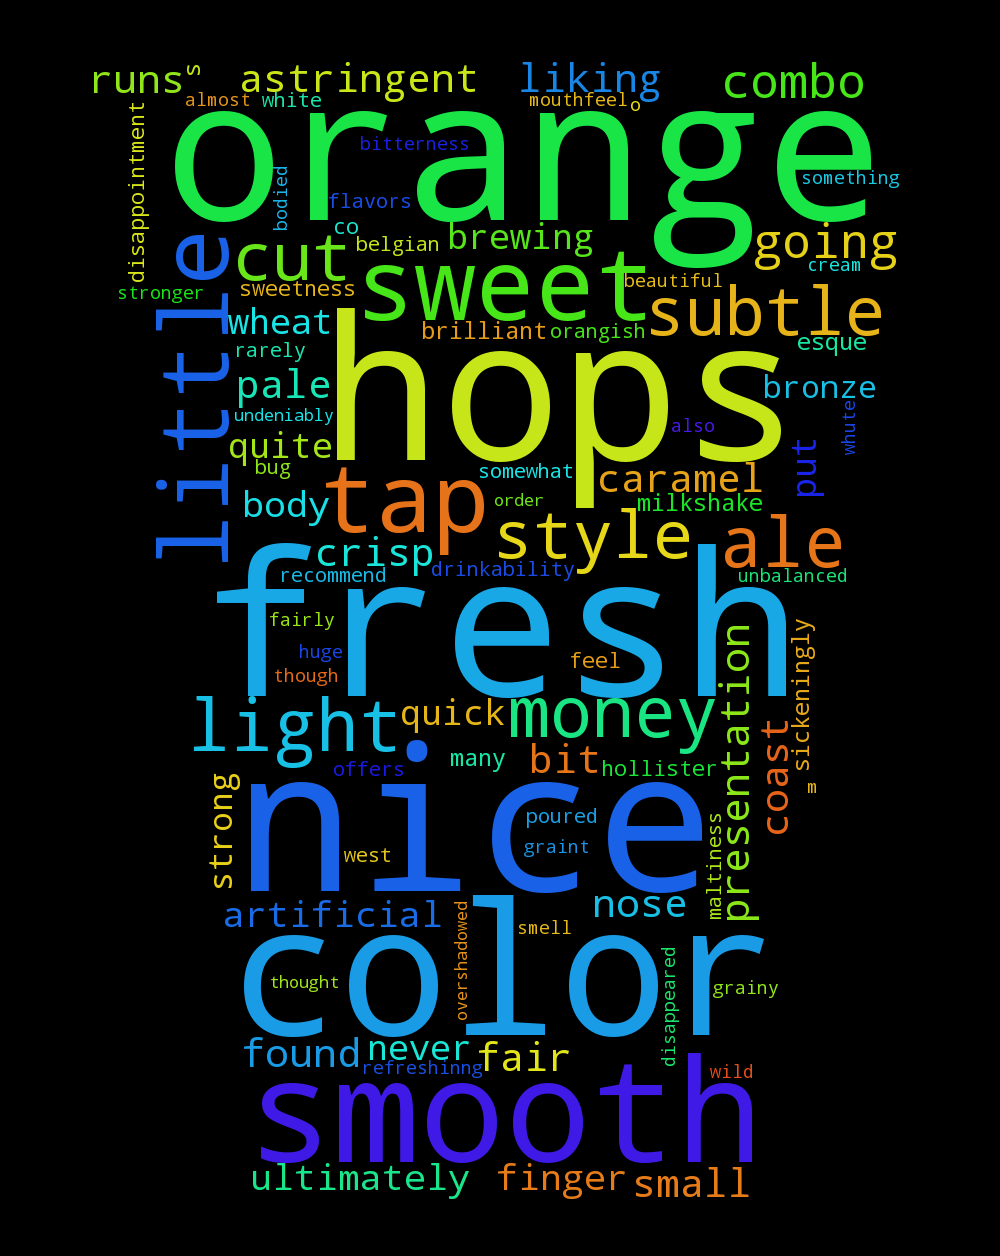 runs
s
astringent
liking
combo
almost
white
mouthfeel
o
orange
disappointment
bitterness
bodied
something
flavors
co
little
cut
belgian
brewing
going
sweet
cream
stronger
sweetness
beautiful
subtle
wheat
brilliant
orangish
esque
rarely
hops
pale
bronze
undeniably
also
whute
quite
put
bug
somewhat
caramel
tap
body
order
milkshake
style
ale
crisp
fresh
recommend
drinkability
unbalanced
fairly
huge
feel
though
presentation
sickeningly
light
quick
money
coast
many
bit
offers
hollister
nice
strong
m
poured
graint
west
maltiness
artificial
nose
color
overshadowed
smell
thought
disappeared
grainy
found
never
fair
refreshinng
wild
smooth
ultimately
finger
small